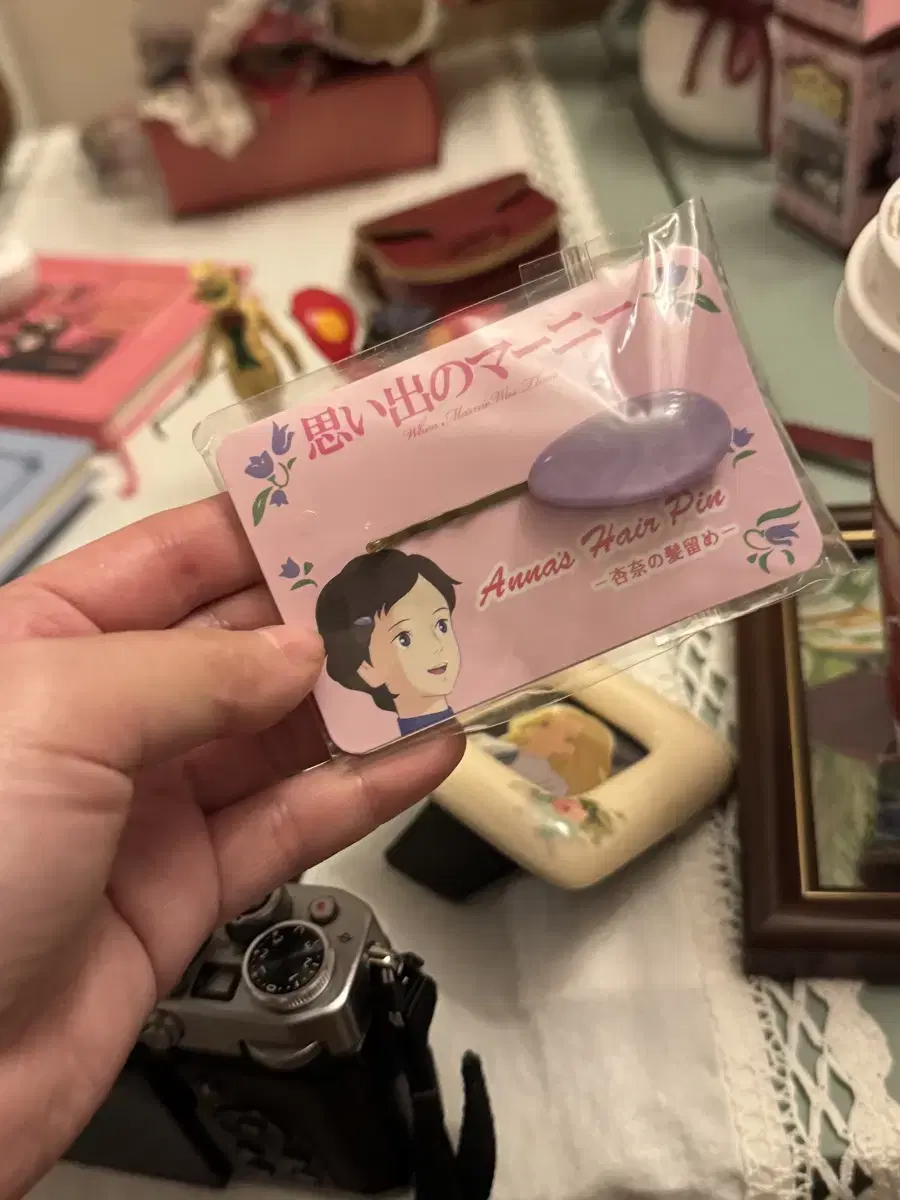 思い出のマーニー
When Marnie Was There
Anna's Hair Pin
―杏奈の髪留め―